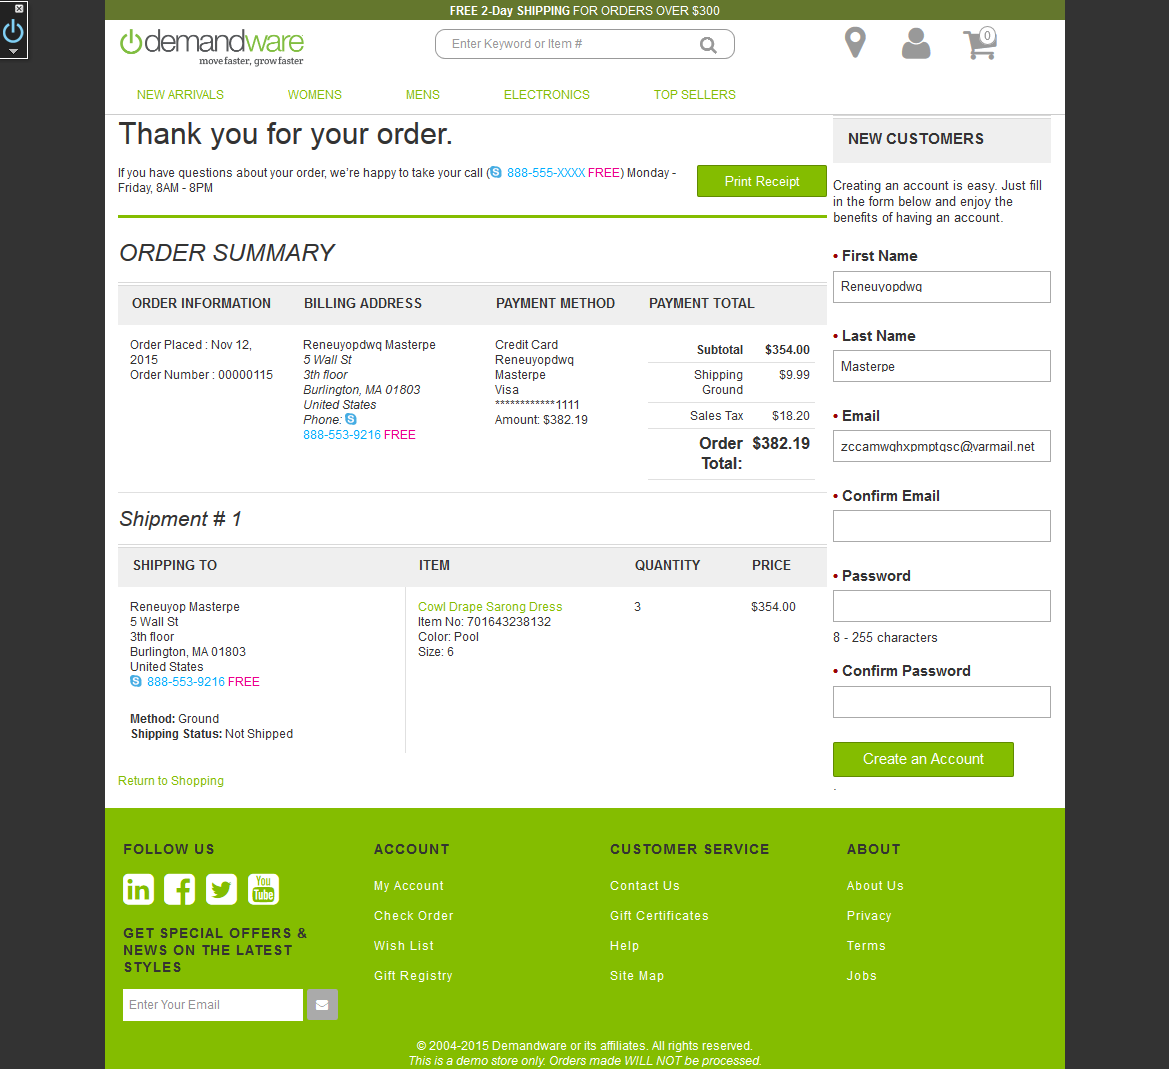 FREE 2-Day SHIPPING FOR ORDERS OVER $300
demandware
move faster, grow faster
Enter Keyword or Item #
0
NEW ARRIVALS WOMENS MENS ELECTRONICS TOP SELLERS
Thank you for your order.
If you have questions about your order, we're happy to take your call (888-555-XXXX FREE) Monday -
Friday, 8AM - 8PM
Print Receipt
ORDER SUMMARY
ORDER INFORMATION BILLING ADDRESS PAYMENT METHOD PAYMENT TOTAL
Order Placed : Nov 12,
2015
Order Number : 00000115
Reneuyopdwq Masterpe
5 Wall St
3th floor
Burlington, MA 01803
United States
Phone:
888-553-9216 FREE
Credit Card
Reneuyopdwq
Masterpe
Visa
************1111
Amount: $382.19
Subtotal $354.00
Shipping $9.99
Ground
Sales Tax $18.20
Order $382.19
Total:
Shipment # 1
SHIPPING TO ITEM QUANTITY PRICE
Reneuyop Masterpe
5 Wall St
3th floor
Burlington, MA 01803
United States
888-553-9216 FREE
Method: Ground
Shipping Status: Not Shipped
Cowl Drape Sarong Dress
Item No: 701643238132
Color: Pool
Size: 6
3
$354.00
Return to Shopping
NEW CUSTOMERS
Creating an account is easy. Just fill
in the form below and enjoy the
benefits of having an account.
• First Name
Reneuyopdwq
• Last Name
Masterpe
• Email
zccamwqhxpmptqsc@varmail.net
• Confirm Email
• Password
8 - 255 characters
• Confirm Password
Create an Account
FOLLOW US
in f You Tube
GET SPECIAL OFFERS &
NEWS ON THE LATEST
STYLES
Enter Your Email
ACCOUNT
My Account
Check Order
Wish List
Gift Registry
CUSTOMER SERVICE
Contact Us
Gift Certificates
Help
Site Map
ABOUT
About Us
Privacy
Terms
Jobs
© 2004-2015 Demandware or its affiliates. All rights reserved.
This is a demo store only. Orders made WILL NOT be processed.